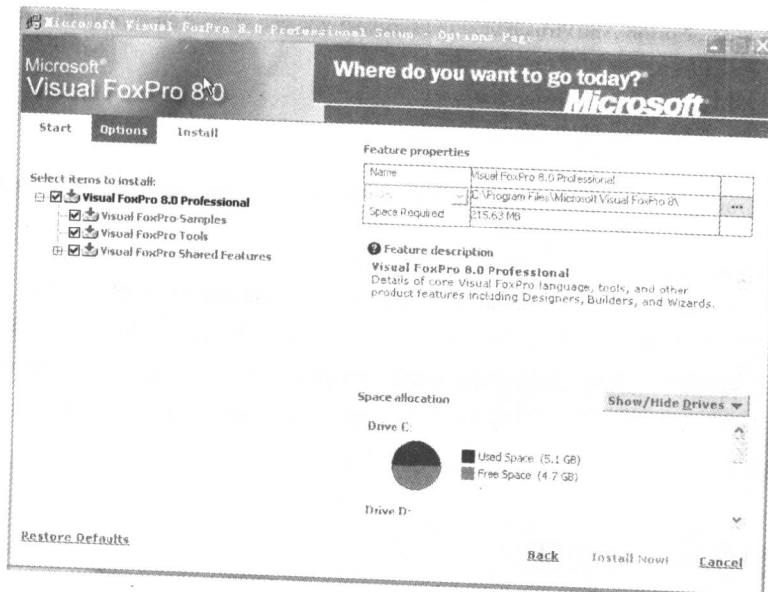 Microsoft Visual FoxPro 8.0 Professional Setup - Options Page
Microsoft®
Visual FoxPro 8.0
Where do you want to go today?®
Microsoft
Start Options Install
Select items to install:
Visual FoxPro 8.0 Professional
Visual FoxPro Samples
Visual FoxPro Tools
Visual FoxPro Shared Features
Feature properties
Name Visual FoxPro 8.0 Professional
C:\Program Files\Microsoft Visual FoxPro 8\ ...
Space Required 215.63 MB
Feature description
Visual FoxPro 8.0 Professional
Details of core Visual FoxPro language, tools, and other
product features including Designers, Builders, and Wizards.
Space allocation
Show/Hide Drives
Drive C:
Used Space (5.1 GB)
Free Space (4.7 GB)
Drive D:
Restore Defaults
Back Install Now! Cancel